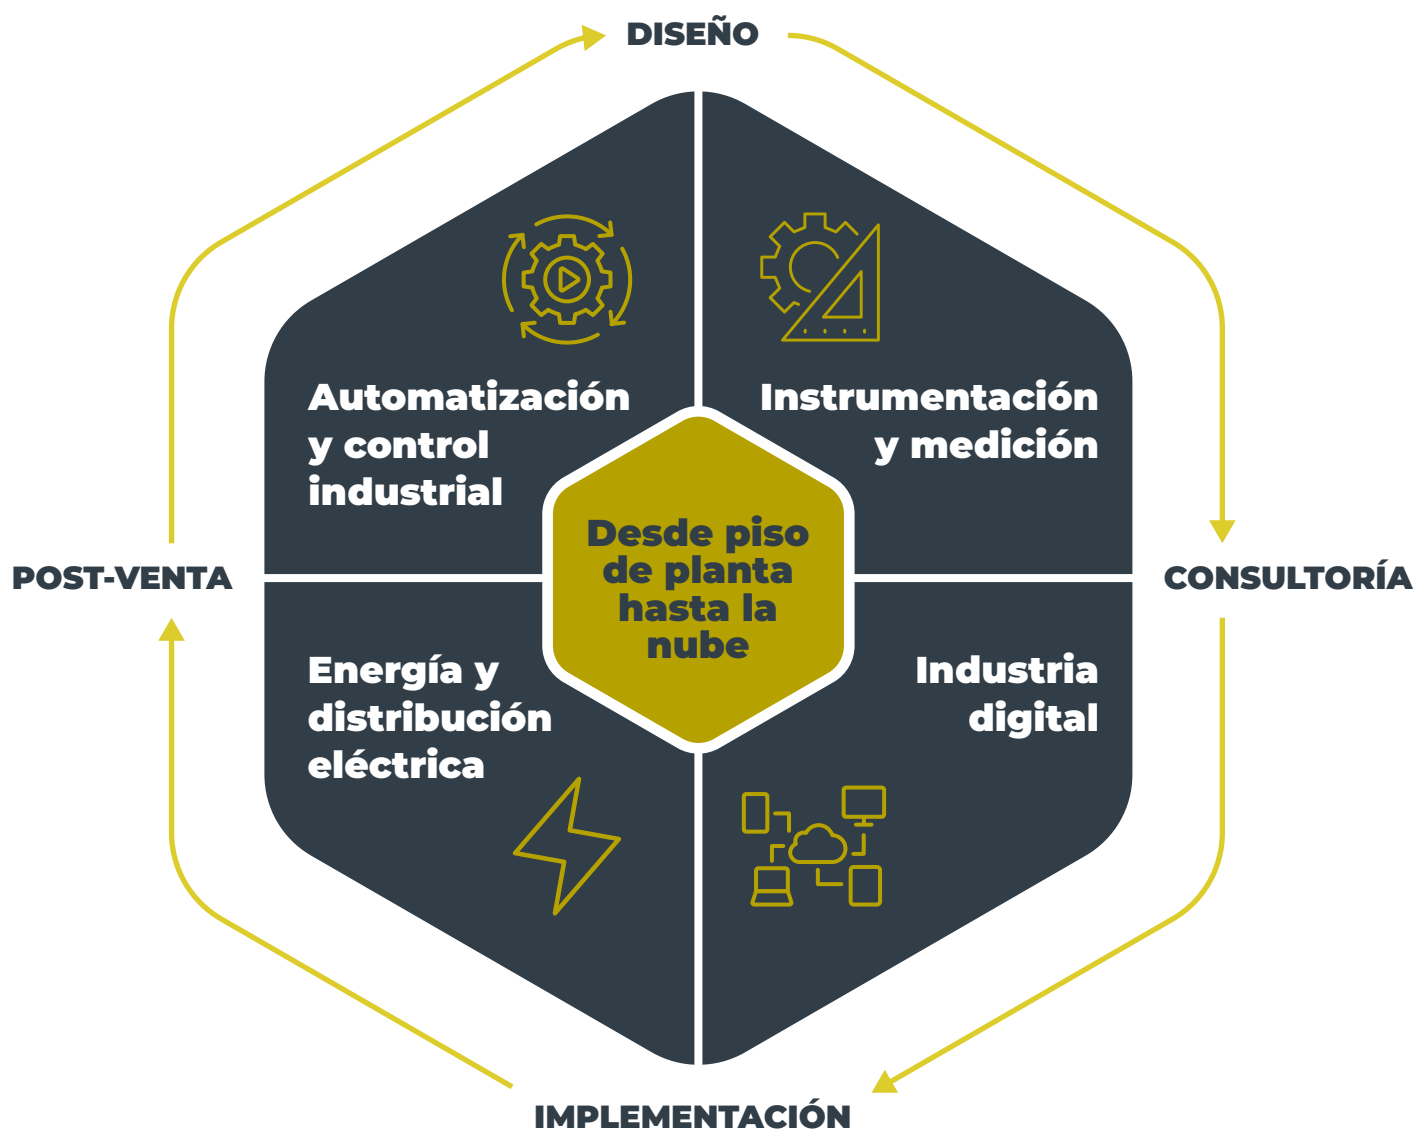 DISEÑO
Automatización
y control
industrial
Instrumentación
y medición
Desde piso
de planta
hasta la
nube
POST-VENTA
CONSULTORÍA
Energía y
distribución
eléctrica
Industria
digital
IMPLEMENTACIÓN